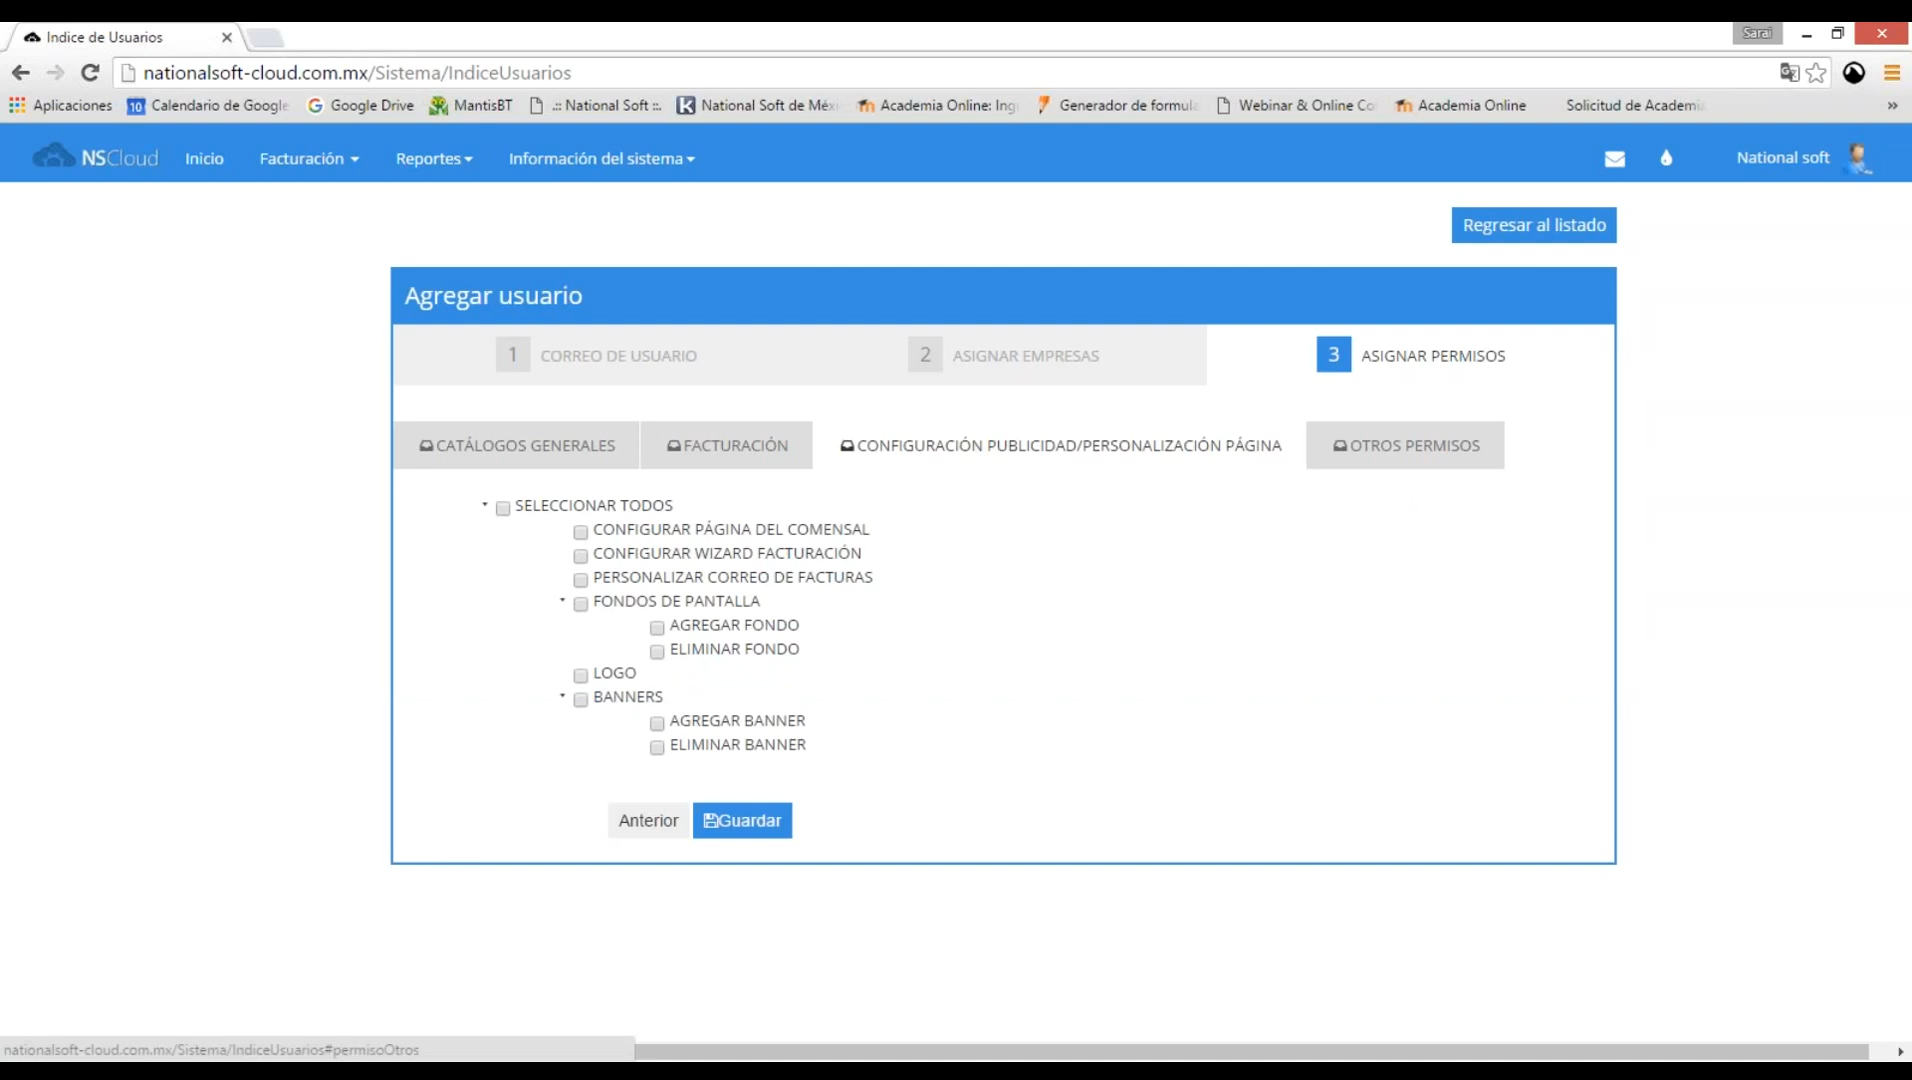 Indice de Usuarios
Sarai
nationalsoft-cloud.com.mx/Sistema/IndiceUsuarios
Aplicaciones
10 Calendario de Google
Google Drive
MantisBT
.:: National Soft ::.
National Soft de Méxi
Academia Online: Ing
Generador de formula
Webinar & Online Co
Academia Online
Solicitud de Academia
»
NSCloud
Inicio
Facturación
Reportes
Información del sistema
National soft
Regresar al listado
Agregar usuario
1 CORREO DE USUARIO
2 ASIGNAR EMPRESAS
3 ASIGNAR PERMISOS
CATÁLOGOS GENERALES
FACTURACIÓN
CONFIGURACIÓN PUBLICIDAD/PERSONALIZACIÓN PÁGINA
OTROS PERMISOS
SELECCIONAR TODOS
CONFIGURAR PÁGINA DEL COMENSAL
CONFIGURAR WIZARD FACTURACIÓN
PERSONALIZAR CORREO DE FACTURAS
FONDOS DE PANTALLA
AGREGAR FONDO
ELIMINAR FONDO
LOGO
BANNERS
AGREGAR BANNER
ELIMINAR BANNER
Anterior
Guardar
nationalsoft-cloud.com.mx/Sistema/IndiceUsuarios#permisoOtros